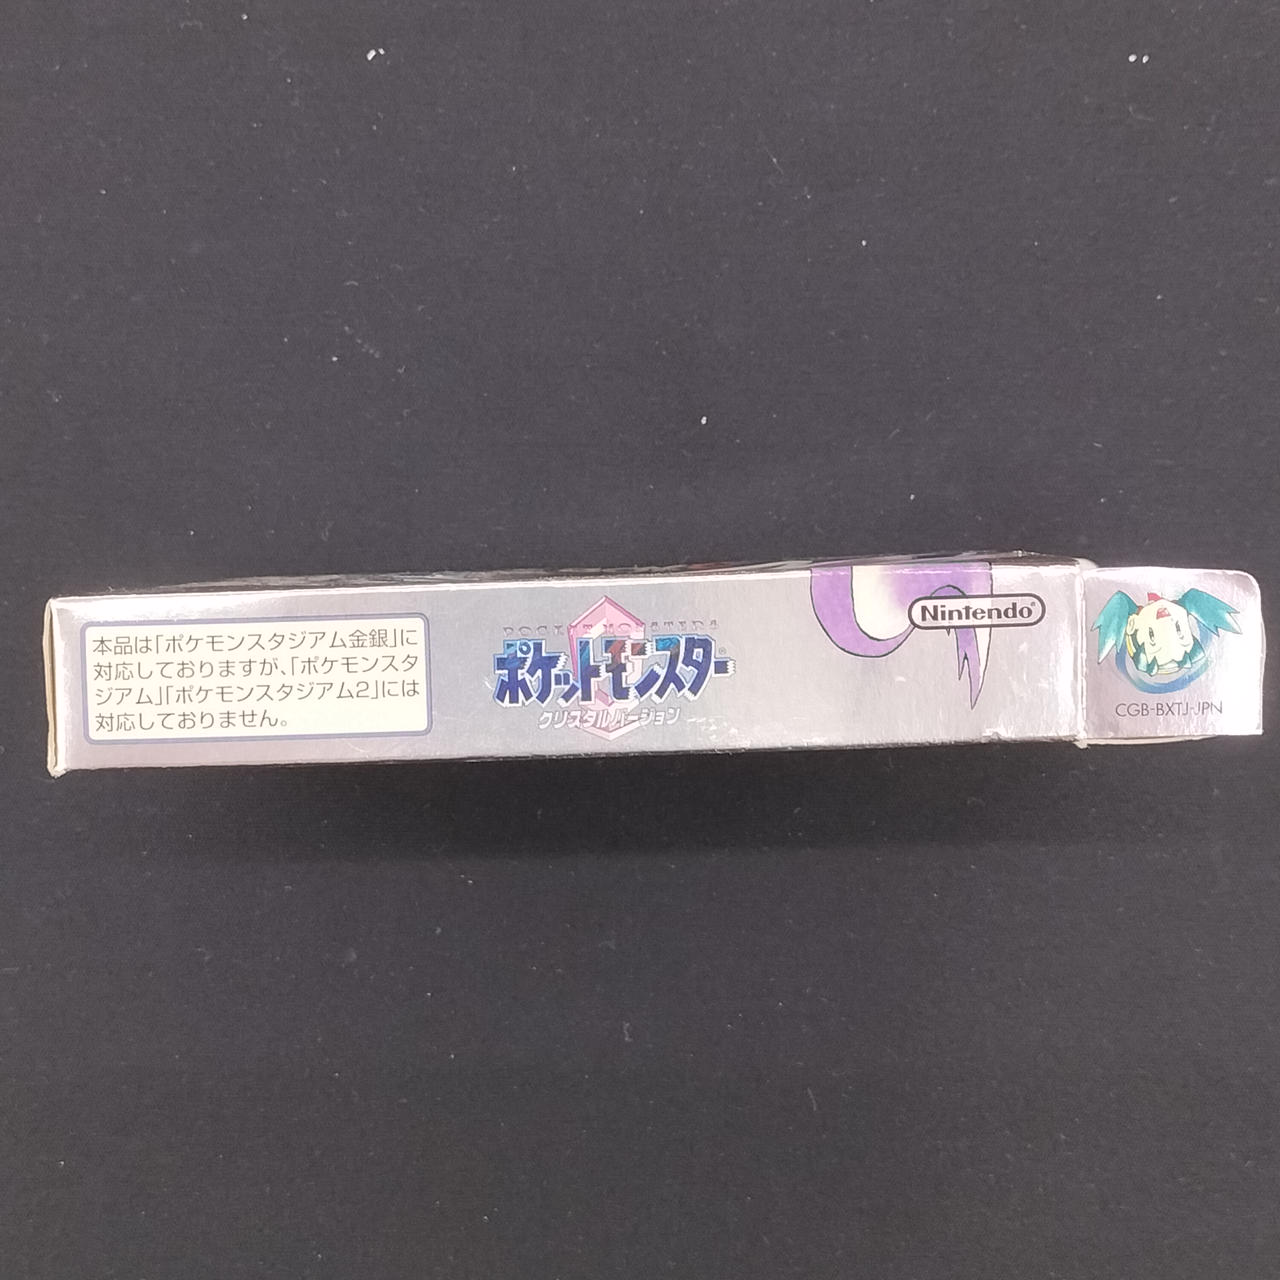 本品は「ポケモンスタジアム金銀」に
対応しておりますが、「ポケモンスタ
ジアム」「ポケモンスタジアム2」には
対応しておりません。
POCKET MONSTERS
ポケットモンスター
クリスタルバージョン
Nintendo®
CGB-BXTJ-JPN